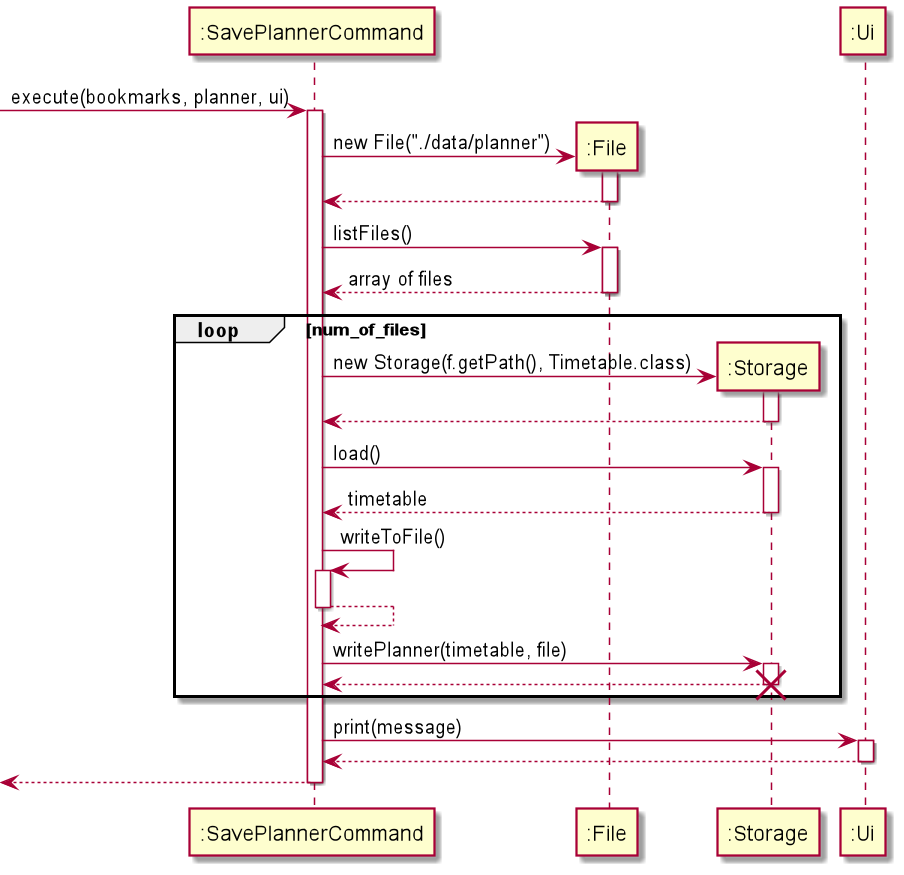 :SavePlannerCommand
:Ui
execute(bookmarks, planner, ui)
new File("./data/planner")
:File
listFiles()
array of files
loop
[num_of_files]
new Storage(f.getPath(), Timetable.class)
:Storage
load()
timetable
writeToFile()
writePlanner(timetable, file)
print(message)
:SavePlannerCommand
:File
:Storage
:Ui